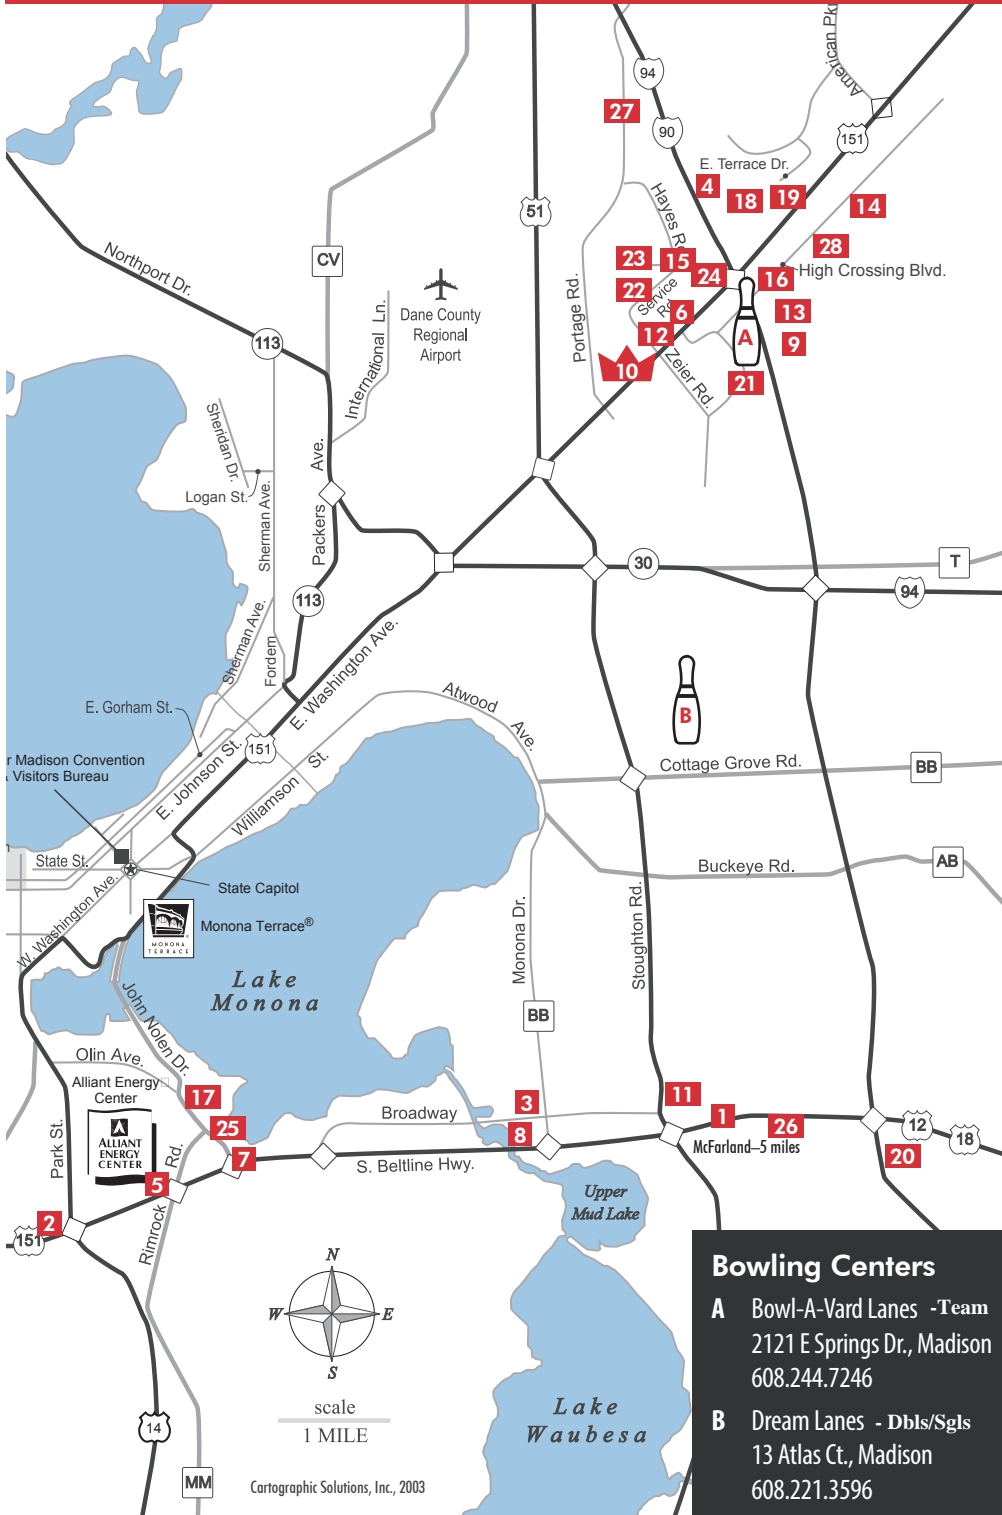 94
27
90
American Pkw
151
E. Terrace Dr.
4
18
19
14
51
Hayes Rd.
28
23
15
24
16
High Crossing Blvd.
22
Service Rd.
6
13
12
A
9
10
Zeier Rd.
21
Portage Rd.
Northport Dr.
CV
Dane County
Regional
Airport
International Ln.
113
Sheridan Dr.
Logan St.
Sherman Ave.
Packers
Ave.
30
T
94
113
Sherman Ave.
Fordem
E. Washington Ave.
E. Gorham St.
Atwood
Ave.
B
151
E. Johnson St.
Williamson
St.
r Madison Convention
Visitors Bureau
Cottage Grove Rd.
BB
State St.
State Capitol
Buckeye Rd.
AB
W. Washington Ave.
MONONA
TERRACE
Monona Terrace®
Lake
Monona
Monona Dr.
Stoughton Rd.
John Nolen Dr.
BB
Olin Ave.
Alliant Energy
Center
17
25
Broadway
3
8
11
1
26
McFarland–5 miles
12
18
20
Park St.
ALLIANT
ENERGY
CENTER
7
S. Beltline Hwy.
5
Rimrock
Rd.
2
151
Upper
Mud Lake
N
W
E
S
scale
1 MILE
14
MM
Cartographic Solutions, Inc., 2003
Lake
Waubesa
Bowling Centers
A Bowl-A-Vard Lanes -Team
2121 E Springs Dr., Madison
608.244.7246
B Dream Lanes - Dbls/Sgls
13 Atlas Ct., Madison
608.221.3596